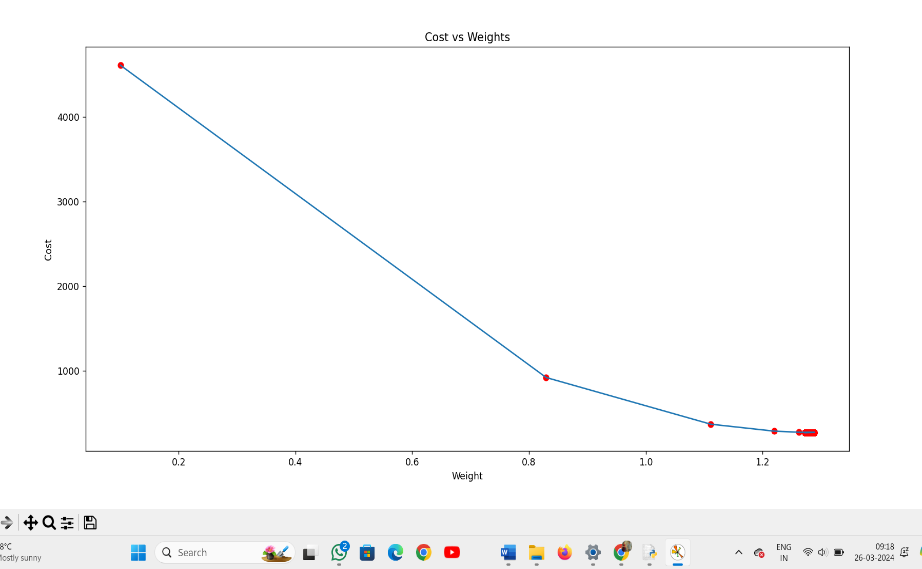 Cost vs Weights
4000
3000
2000
1000
Cost
0.2 0.4 0.6 0.8 1.0 1.2
Weight
8°C
Mostly sunny
Search
2
ENG
IN
09:18
26-03-2024